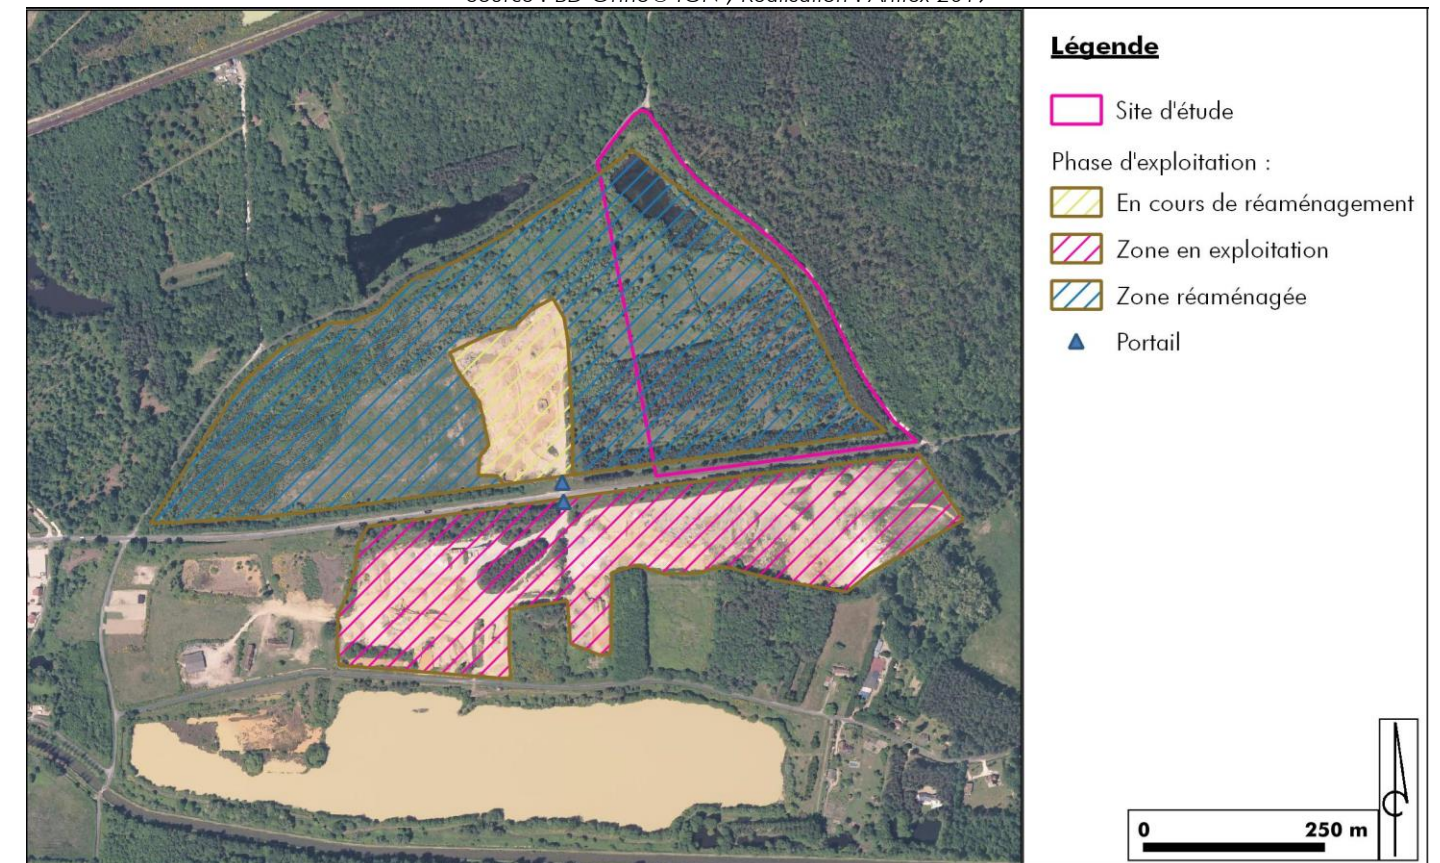 Légende
Site d'étude
Phase d'exploitation :
En cours de réaménagement
Zone en exploitation
Zone réaménagée
Portail
0 250 m